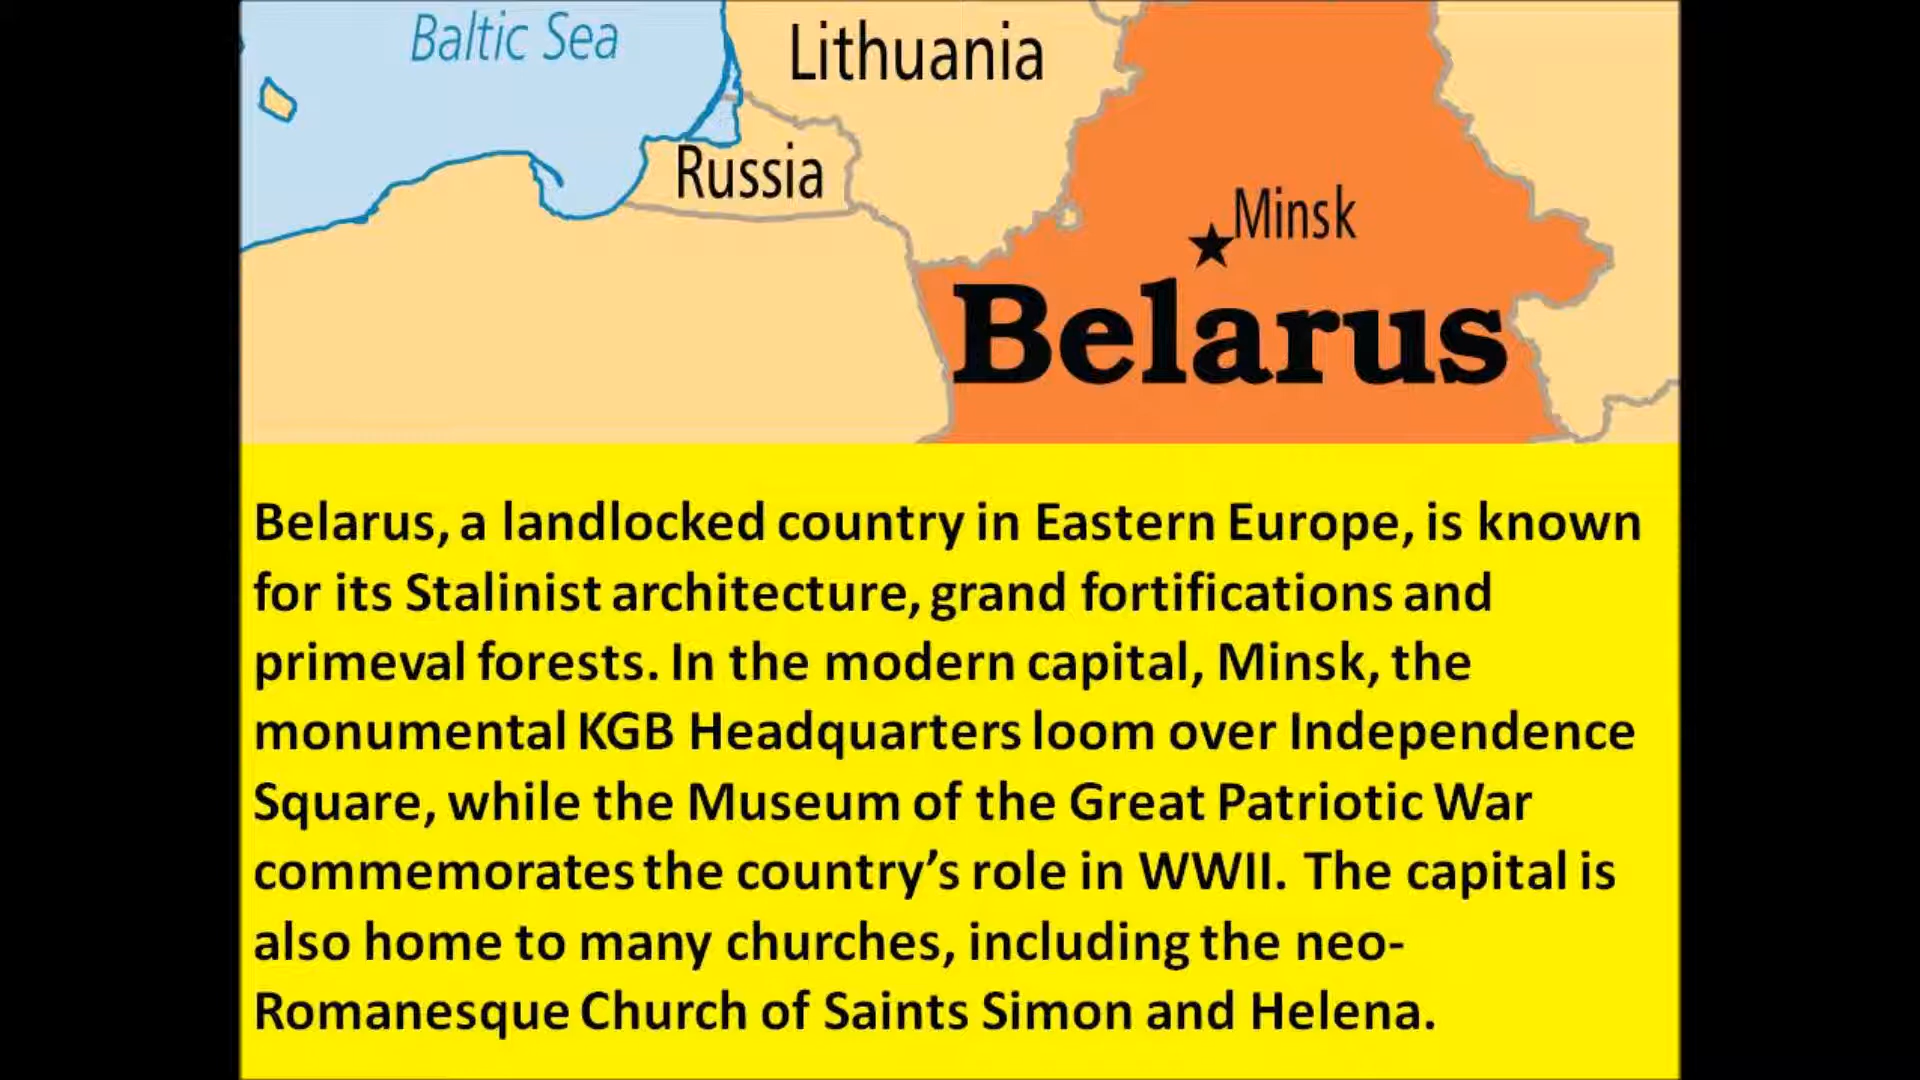 Baltic Sea
Lithuania
Russia
Minsk
Belarus
Belarus, a landlocked country in Eastern Europe, is known
for its Stalinist architecture, grand fortifications and
primeval forests. In the modern capital, Minsk, the
monumental KGB Headquarters loom over Independence
Square, while the Museum of the Great Patriotic War
commemorates the country’s role in WWII. The capital is
also home to many churches, including the neo-
Romanesque Church of Saints Simon and Helena.